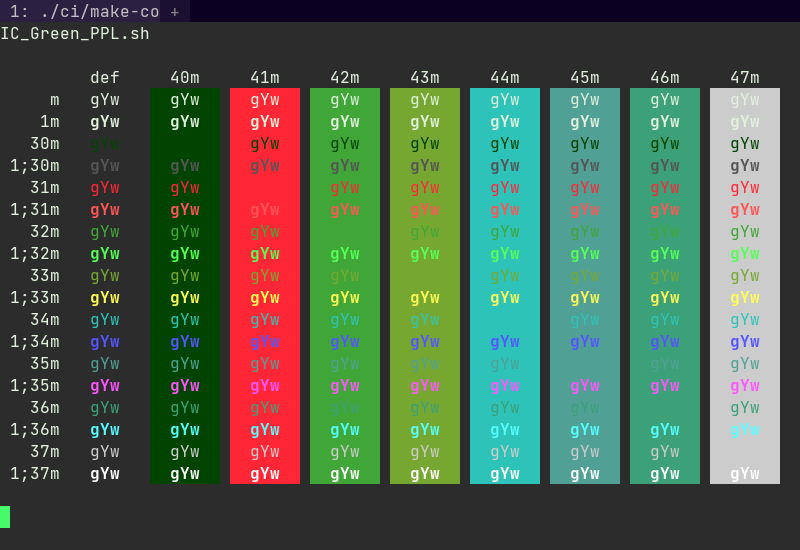 1: ./ci/make-co +
IC_Green_PPL.sh
def 40m 41m 42m 43m 44m 45m 46m 47m
m gYw gYw gYw gYw gYw gYw gYw gYw gYw
1m gYw gYw gYw gYw gYw gYw gYw gYw gYw
30m gYw gYw gYw gYw gYw gYw gYw gYw
1;30m gYw gYw gYw gYw gYw gYw gYw gYw gYw
31m gYw gYw gYw gYw gYw gYw gYw gYw
1;31m gYw gYw gYw gYw gYw gYw gYw gYw gYw
32m gYw gYw gYw gYw gYw gYw gYw gYw
1;32m gYw gYw gYw gYw gYw gYw gYw gYw gYw
33m gYw gYw gYw gYw gYw gYw gYw gYw
1;33m gYw gYw gYw gYw gYw gYw gYw gYw gYw
34m gYw gYw gYw gYw gYw gYw gYw gYw
1;34m gYw gYw gYw gYw gYw gYw gYw gYw gYw
35m gYw gYw gYw gYw gYw gYw gYw gYw
1;35m gYw gYw gYw gYw gYw gYw gYw gYw gYw
36m gYw gYw gYw gYw gYw gYw gYw gYw
1;36m gYw gYw gYw gYw gYw gYw gYw gYw gYw
37m gYw gYw gYw gYw gYw gYw gYw gYw
1;37m gYw gYw gYw gYw gYw gYw gYw gYw gYw